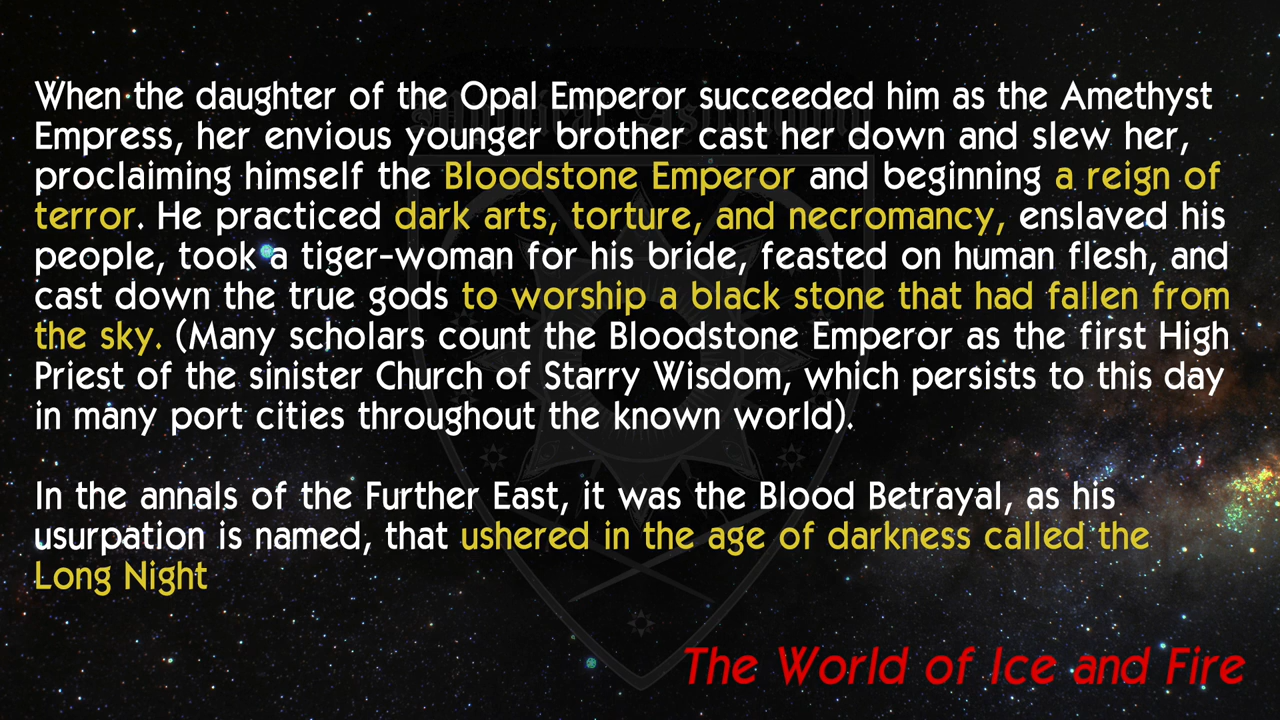 When the daughter of the Opal Emperor succeeded him as the Amethyst
Empress, her envious younger brother cast her down and slew her,
proclaiming himself the Bloodstone Emperor and beginning a reign of
terror. He practiced dark arts, torture, and necromancy, enslaved his
people, took a tiger-woman for his bride, feasted on human flesh, and
cast down the true gods to worship a black stone that had fallen from
the sky. (Many scholars count the Bloodstone Emperor as the first High
Priest of the sinister Church of Starry Wisdom, which persists to this day
in many port cities throughout the known world).
In the annals of the Further East, it was the Blood Betrayal, as his
usurpation is named, that ushered in the age of darkness called the
Long Night
The World of Ice and Fire